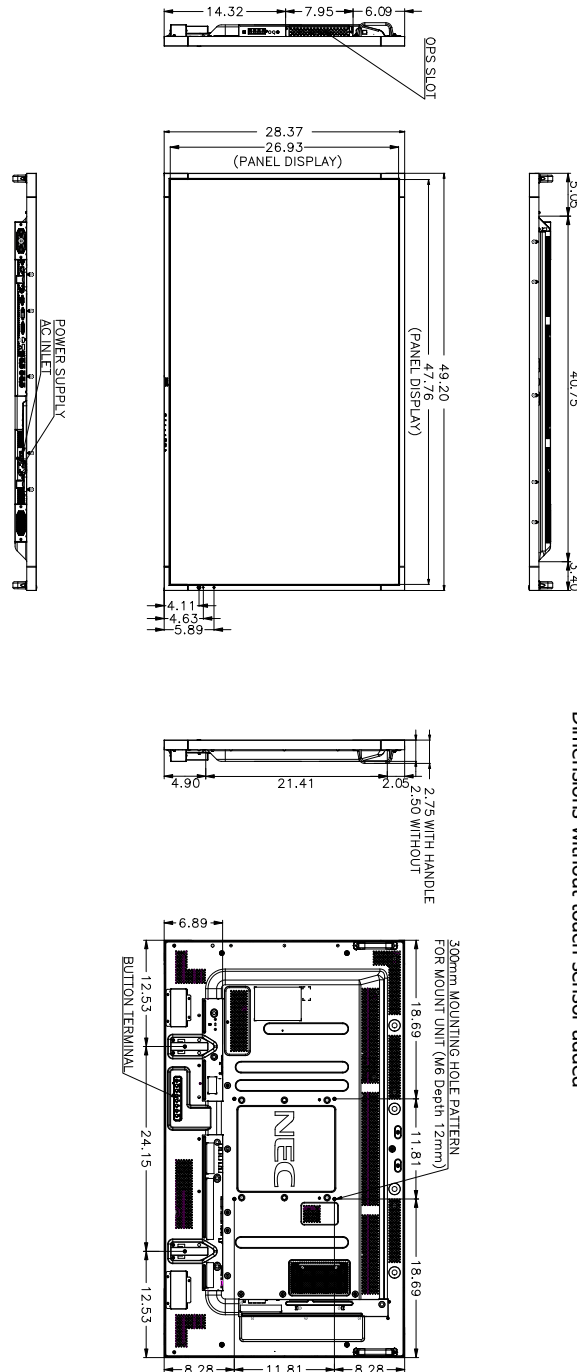 14.32
7.95
6.09
OPS SLOT
28.37
26.93
(PANEL DISPLAY)
49.20
47.76
(PANEL DISPLAY)
5.05
40.75
3.40
POWER SUPPLY
AC INLET
4.11
4.63
5.89
Dimensions without touch sensor added
4.90
21.41
2.05
2.75 WITH HANDLE
2.50 WITHOUT
6.89
12.53
24.15
12.53
BUTTON TERMINAL
300mm MOUNTING HOLE PATTERN
FOR MOUNT UNIT (M6 Depth 12mm)
18.69
11.81
18.69
NEC
8.28
11.81
8.28